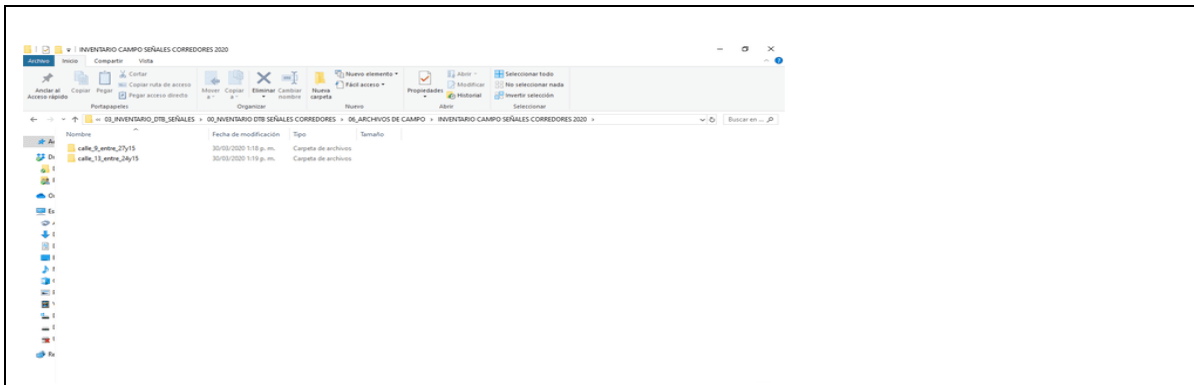 INVENTARIO CAMPO SEÑALES CORREDORES 2020
Archivo Inicio Compartir Vista
Anclar al Acceso rápido
Copiar Pegar
Cortar
Copiar ruta de acceso
Pegar acceso directo
Portapapeles
Mover a Copiar a Eliminar Cambiar nombre
Organizar
Nueva carpeta
Nuevo elemento
Fácil acceso
Nuevo
Propiedades
Abrir
Modificar
Historial
Abrir
Seleccionar todo
No seleccionar nada
Invertir selección
Seleccionar
« 03_INVENTARIO_DTB_SEÑALES > 00_NVENTARIO DTB SEÑALES CORREDORES > 06_ARCHIVOS DE CAMPO > INVENTARIO CAMPO SEÑALES CORREDORES 2020 >
Buscar en ...
Nombre Fecha de modificación Tipo Tamaño
calle_9_entre_27y15 30/03/2020 1:18 p. m. Carpeta de archivos
calle_13_entre_24y15 30/03/2020 1:19 p. m. Carpeta de archivos